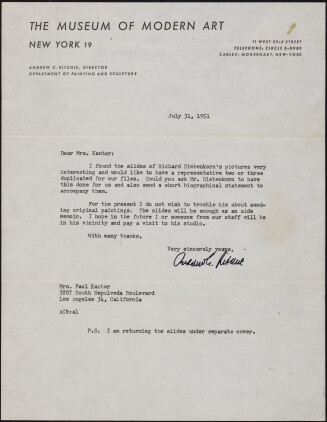 THE MUSEUM OF MODERN ART
NEW YORK 19
11 WEST 53rd STREET
TELEPHONE: CIRCLE 5-8900
CABLES: MODERNART, NEW-YORK
ANDREW C. RITCHIE, DIRECTOR
DEPARTMENT OF PAINTING AND SCULPTURE
July 31, 1951
Dear Mrs. Kantor:
I found the slides of Richard Diebenkorn's pictures very
interesting and would like to have a representative two or three
duplicated for our files. Could you ask Mr. Diebenkorn to have
this done for us and also send a short biographical statement to
accompany them.
For the present I do not wish to trouble him about send-
ing original paintings. The slides will be enough as an aide
memoir. I hope in the future I or someone from our staff will be
in his vicinity and pay a visit to his studio.
With many thanks,
Very sincerely yours,
Andrew C. Ritchie
Mrs. Paul Kantor
3207 South Sepulveda Boulevard
Los Angeles 34, California
ACR:al
P.S. I am returning the slides under separate cover.